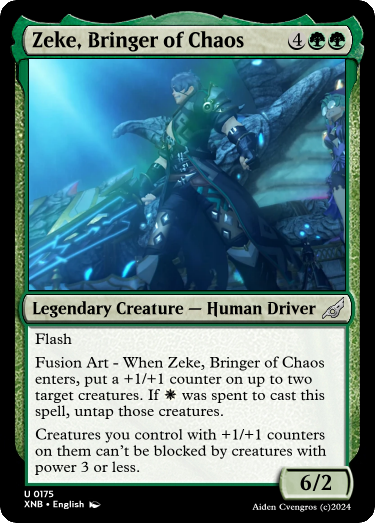 Zeke, Bringer of Chaos 4
Legendary Creature — Human Driver
Flash
Fusion Art - When Zeke, Bringer of Chaos
enters, put a +1/+1 counter on up to two
target creatures. If was spent to cast this
spell, untap those creatures.
Creatures you control with +1/+1 counters
on them can't be blocked by creatures with
power 3 or less.
6/2
U 0175
XNB • English
Aiden Cvengros (c)2024